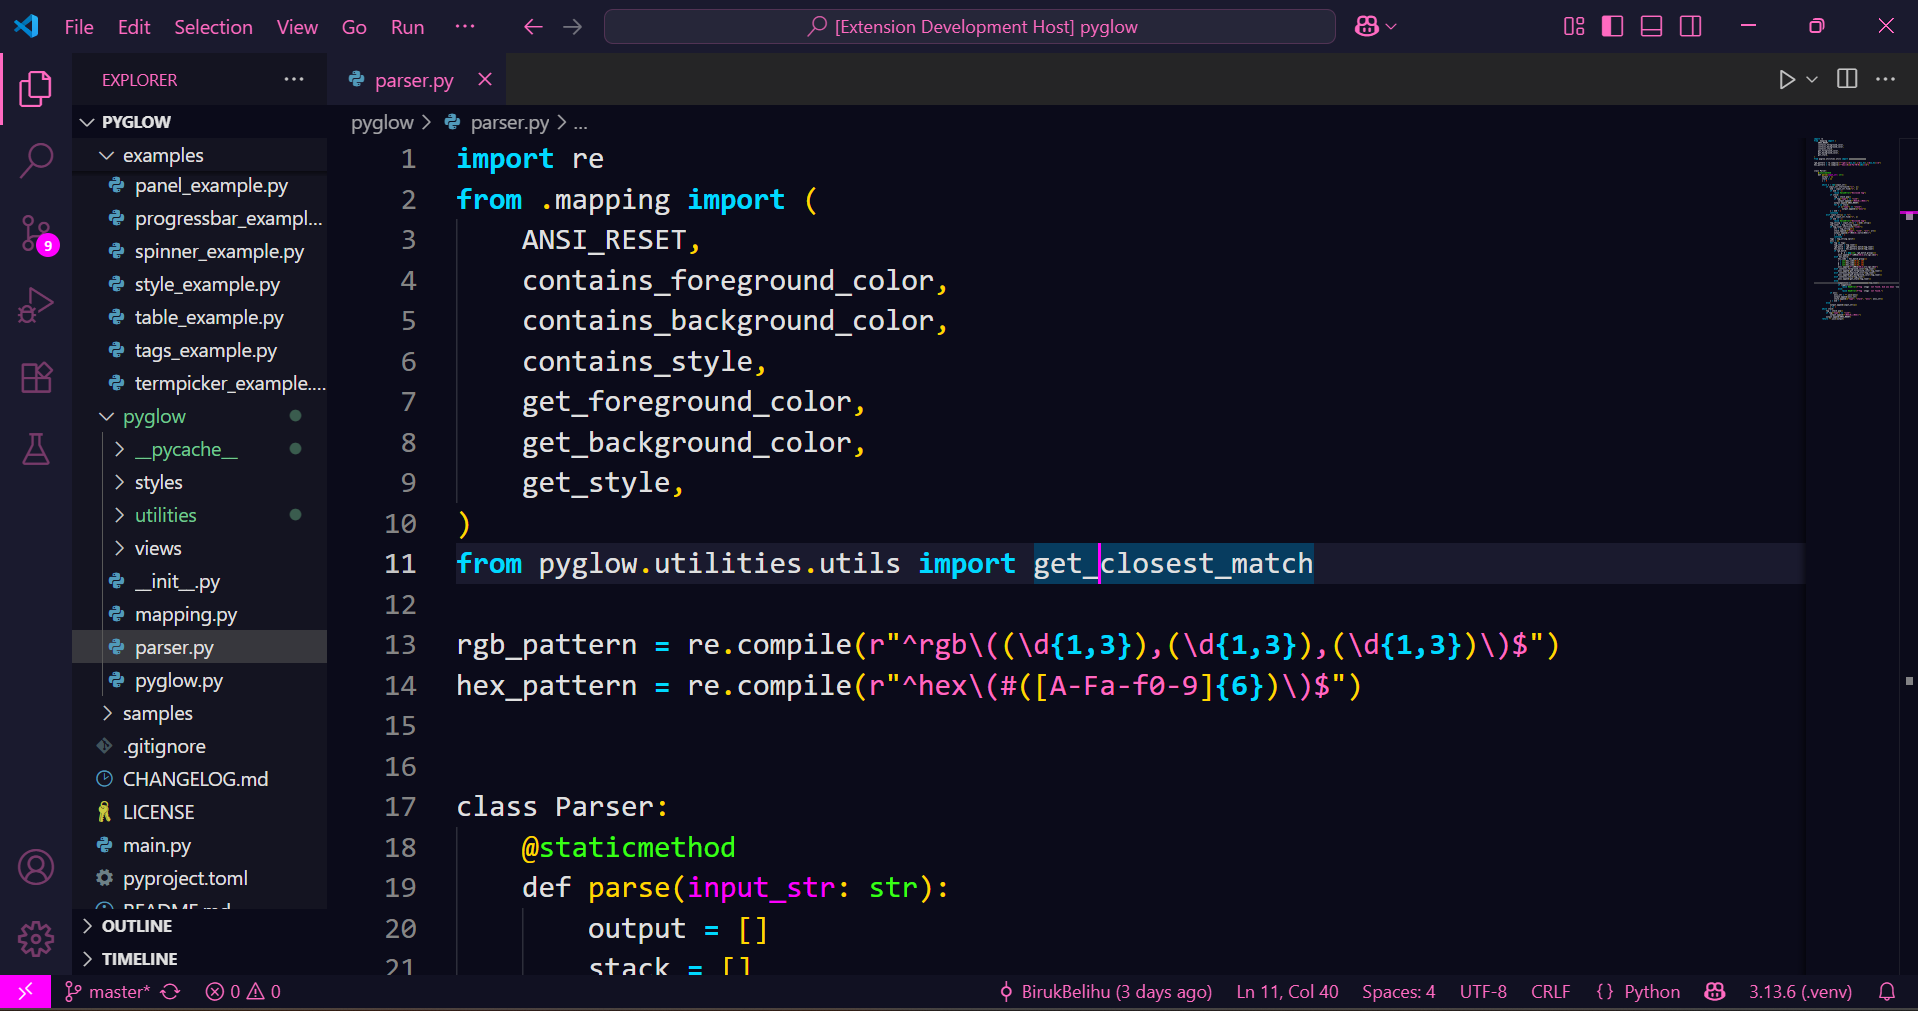 File Edit Selection View Go Run ··· [Extension Development Host] pyglow
EXPLORER ···
parser.py
PYGLOW
examples
panel_example.py
progressbar_exampl...
spinner_example.py
style_example.py
table_example.py
tags_example.py
termpicker_example....
pyglow
__pycache__
styles
utilities
views
__init__.py
mapping.py
parser.py
pyglow.py
samples
.gitignore
CHANGELOG.md
LICENSE
main.py
pyproject.toml
README.md
OUTLINE
TIMELINE
9
pyglow > parser.py > ...
1 import re
2 from .mapping import (
3 ANSI_RESET,
4 contains_foreground_color,
5 contains_background_color,
6 contains_style,
7 get_foreground_color,
8 get_background_color,
9 get_style,
10 )
11 from pyglow.utilities.utils import get_closest_match
12
13 rgb_pattern = re.compile(r"^rgb\((\d{1,3}),(\d{1,3}),(\d{1,3})\)$")
14 hex_pattern = re.compile(r"^hex\(#([A-Fa-f0-9]{6})\)$")
15
16
17 class Parser:
18 @staticmethod
19 def parse(input_str: str):
20 output = []
21 stack = []
master* 0 0 BirukBelihu (3 days ago) Ln 11, Col 40 Spaces: 4 UTF-8 CRLF {} Python 3.13.6 (.venv)